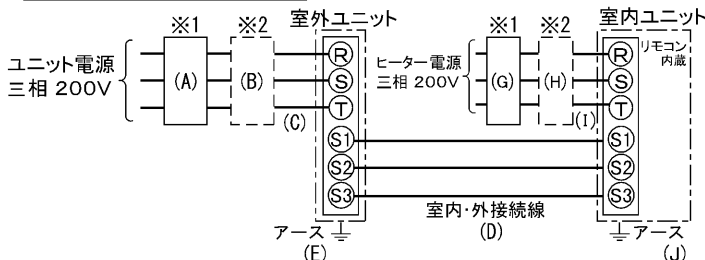 室外ユニット
室内ユニット
※1
※2
※1
※2
ユニット電源
三相 200V
(A)
(B)
(C)
R
S
T
S1
S2
S3
ヒーター電源
三相 200V
(G)
(H)
(I)
R
S
T
S1
S2
S3
リモコン
内蔵
室内・外接続線
(D)
アース
(E)
アース
(J)